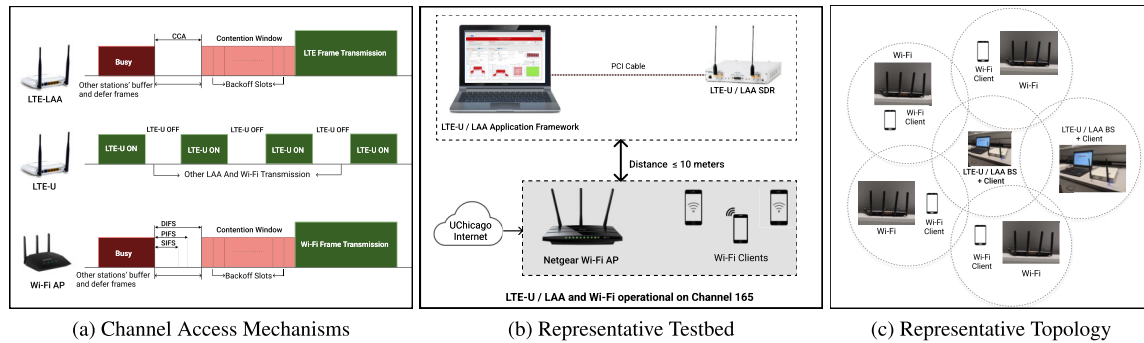 CCA
Contention Window
Busy
LTE Frame Transmission
Other stations' buffer
and defer frames
Backoff Slots
LTE-LAA
LTE-U OFF
LTE-U OFF
LTE-U OFF
LTE-U ON
LTE-U ON
LTE-U ON
LTE-U ON
Other LAA And Wi-Fi Transmission
LTE-U
DIFS
PIFS
SIFS
Contention Window
Busy
Wi-Fi Frame Transmission
Other stations' buffer
and defer frames
Backoff Slots
Wi-Fi AP
(a) Channel Access Mechanisms
PCI Cable
LTE-U / LAA SDR
LTE-U / LAA Application Framework
Distance ≤ 10 meters
UChicago
Internet
Netgear Wi-Fi AP
Wi-Fi Clients
LTE-U / LAA and Wi-Fi operational on Channel 165
(b) Representative Testbed
Wi-Fi
Client
Wi-Fi
Wi-Fi
Wi-Fi
Client
LTE-U / LAA BS
+ Client
LTE-U / LAA BS
+ Client
Wi-Fi
Wi-Fi
Client
Wi-Fi
Client
Wi-Fi
(c) Representative Topology